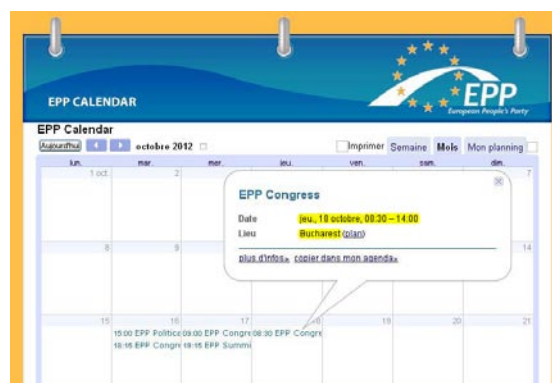 EPP CALENDAR
EPP
European People's Party
EPP Calendar
Aujourd'hui octobre 2012 Imprimer Semaine Mois Mon planning
lun. mar. mer. jeu. ven. sam. dim.
1 oct. 2 7
EPP Congress
Date jeu., 18 octobre, 08:30 – 14:00
Lieu Bucharest (plan)
plus d'infos» copier dans mon agenda»
8 9 14
15 16 17 18 19 20 21
15:00 EPP Politica 09:00 EPP Congre 08:30 EPP Congre
18:15 EPP Congre 18:15 EPP Summi